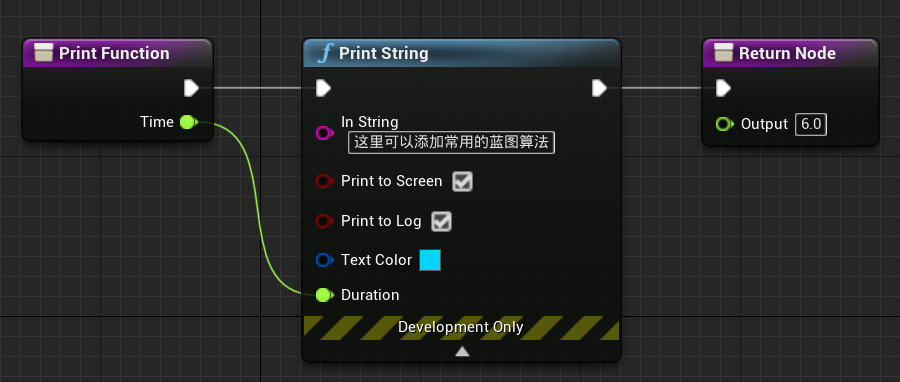 Print Function
Time
Print String
In String
这里可以添加常用的蓝图算法
Print to Screen
Print to Log
Text Color
Duration
Development Only
Return Node
Output 6.0